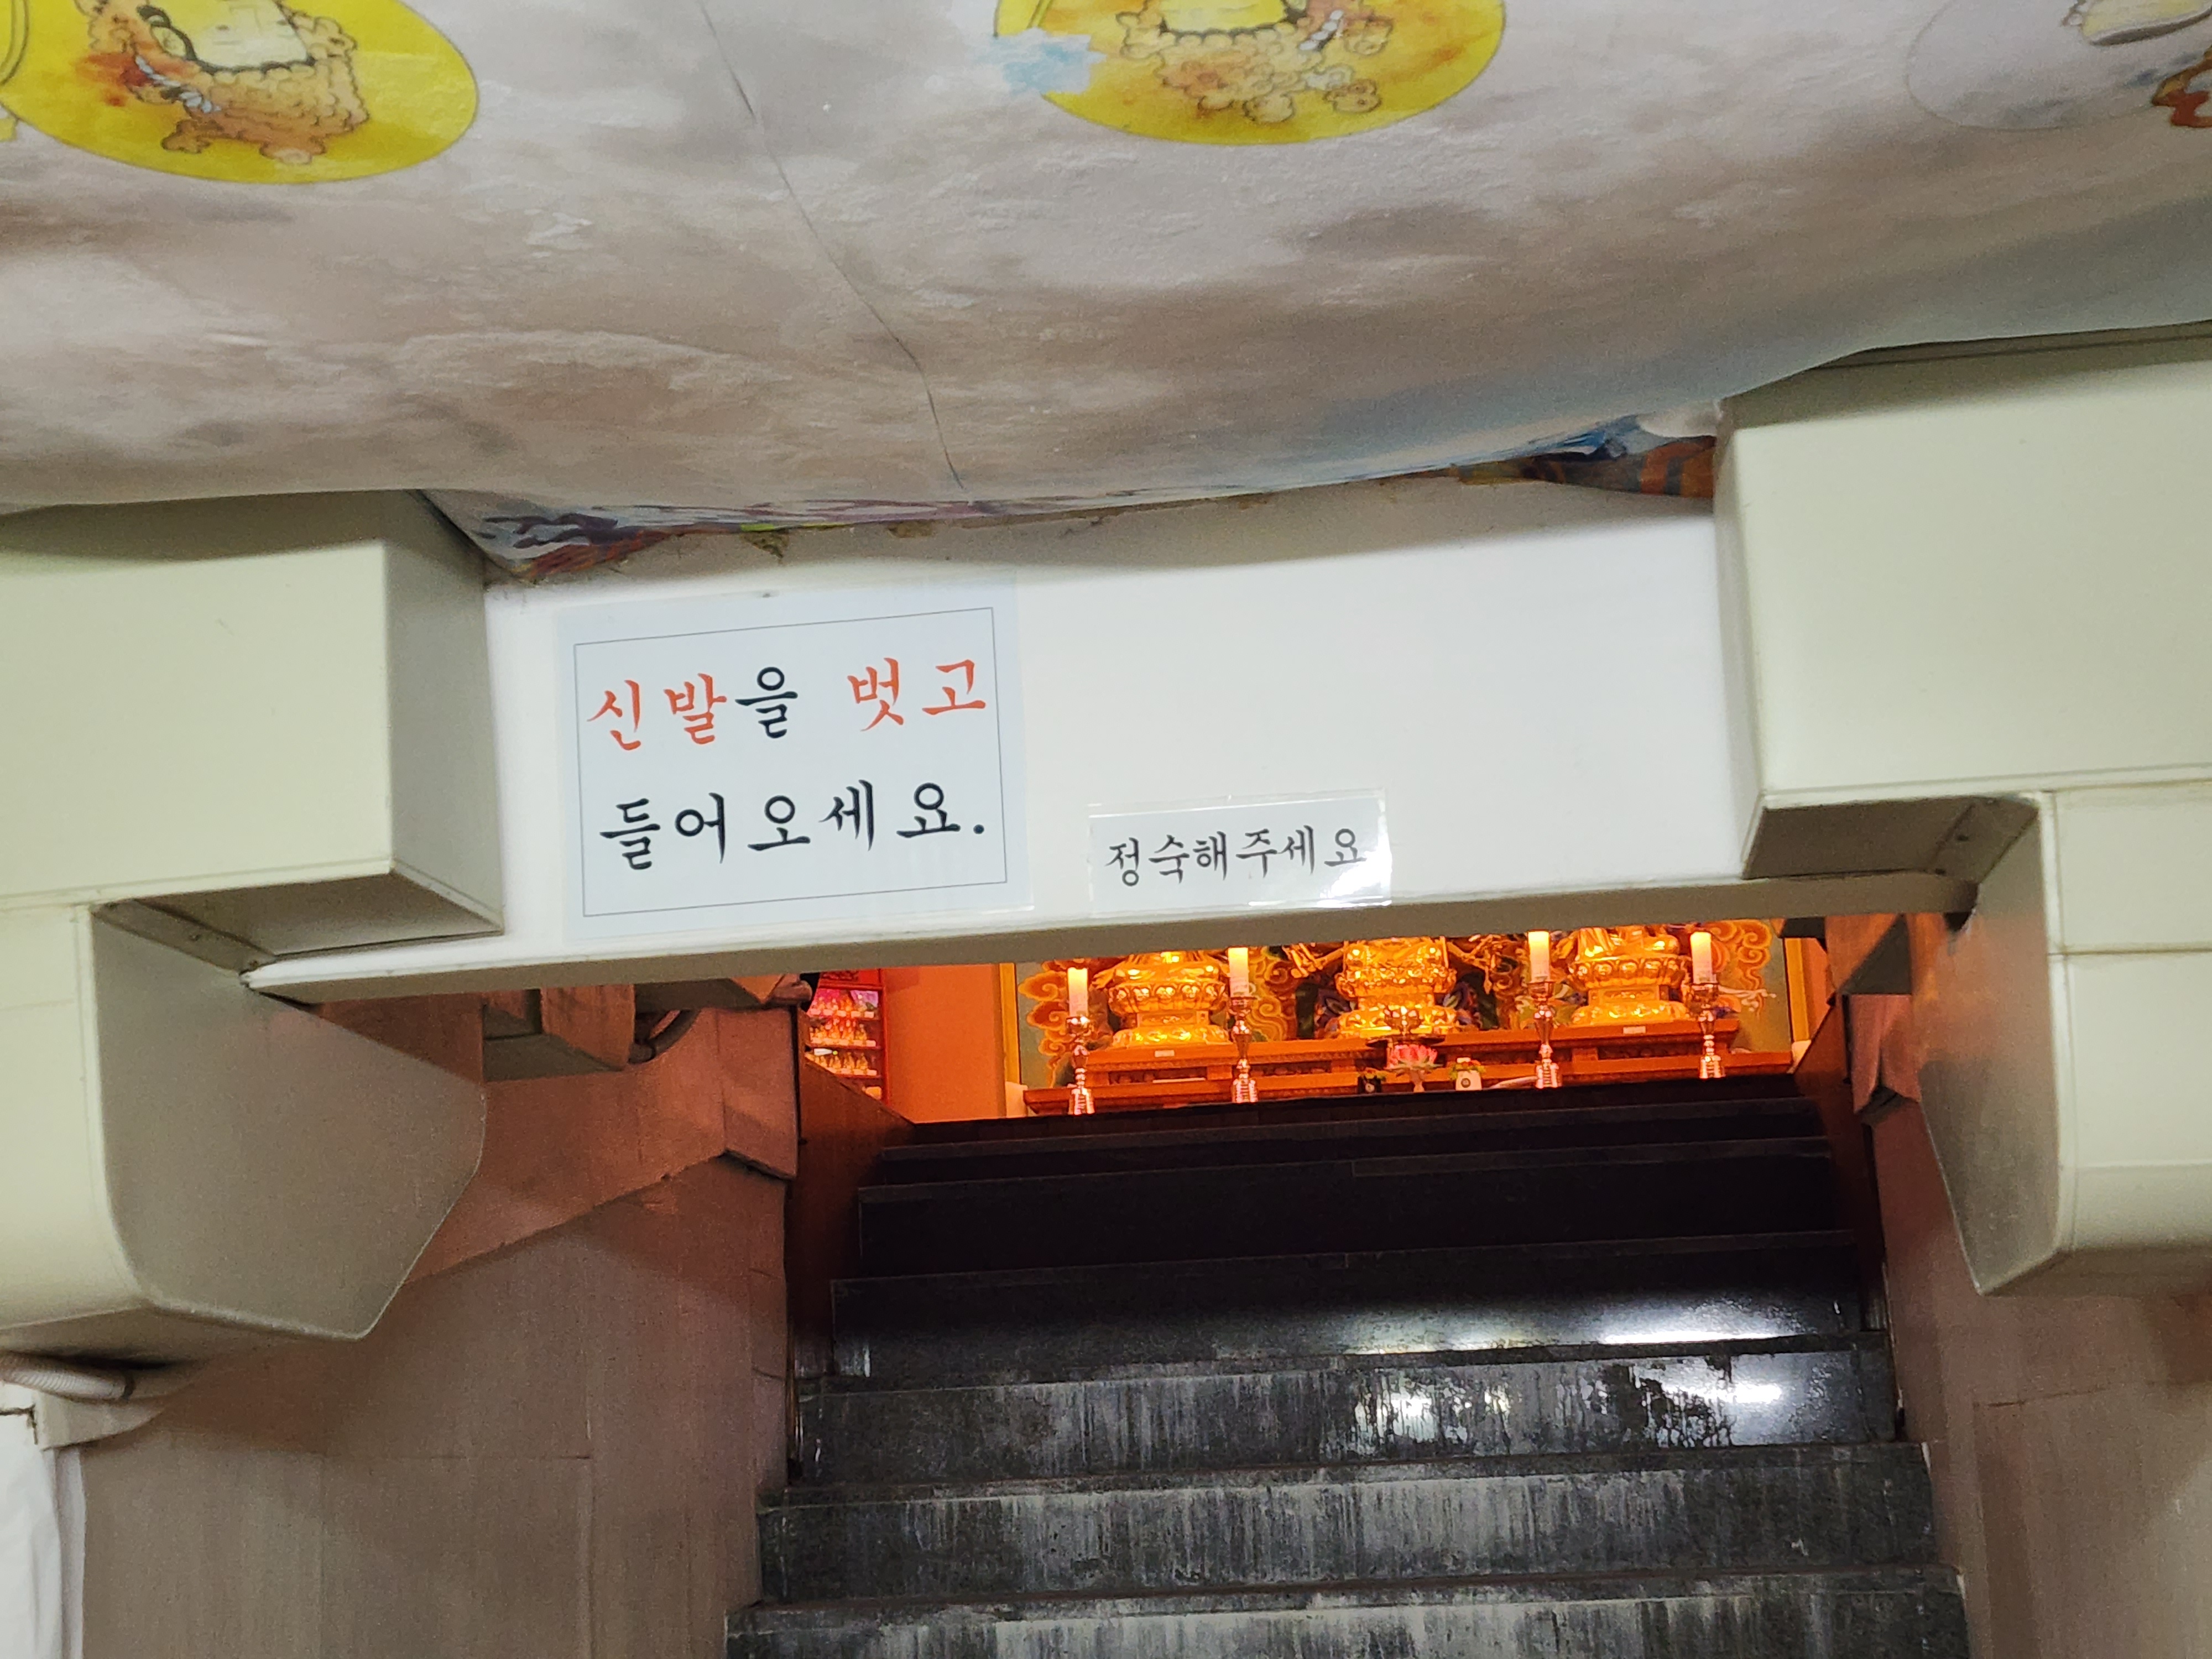 신발을 벗고
들어오세요.
정숙해주세요